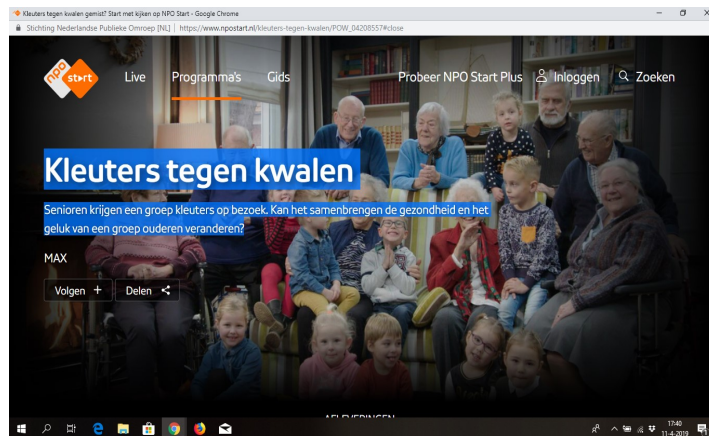 Kleuters tegen kwalen gemist? Start met kijken op NPO Start - Google Chrome
Stichting Nederlandse Publieke Omroep [NL] | https://www.npostart.nl/kleuters-tegen-kwalen/POW_04208557#close
npo start
Live Programma's Gids Probeer NPO Start Plus Inloggen Zoeken
Kleuters tegen kwalen
Senioren krijgen een groep kleuters op bezoek. Kan het samenbrengen de gezondheid en het
geluk van een groep ouderen veranderen?
MAX
Volgen + Delen
AFLEVERINGEN
17:40
11-4-2019